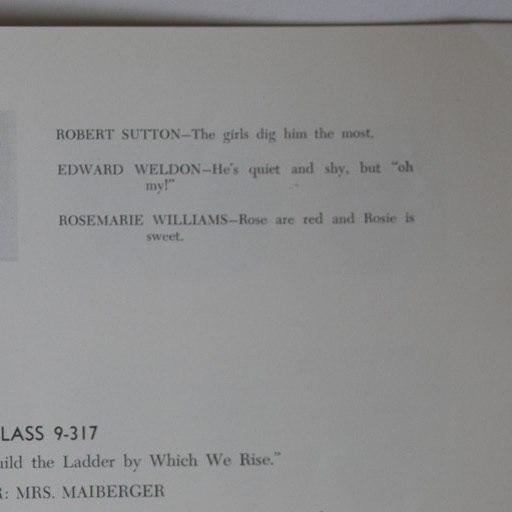 ROBERT SUTTON—The girls dig him the most.
EDWARD WELDON—He's quiet and shy, but "oh
my!"
ROSEMARIE WILLIAMS—Rose are red and Rosie is
sweet.
LASS 9-317
uild the Ladder by Which We Rise."
R: MRS. MAIBERGER